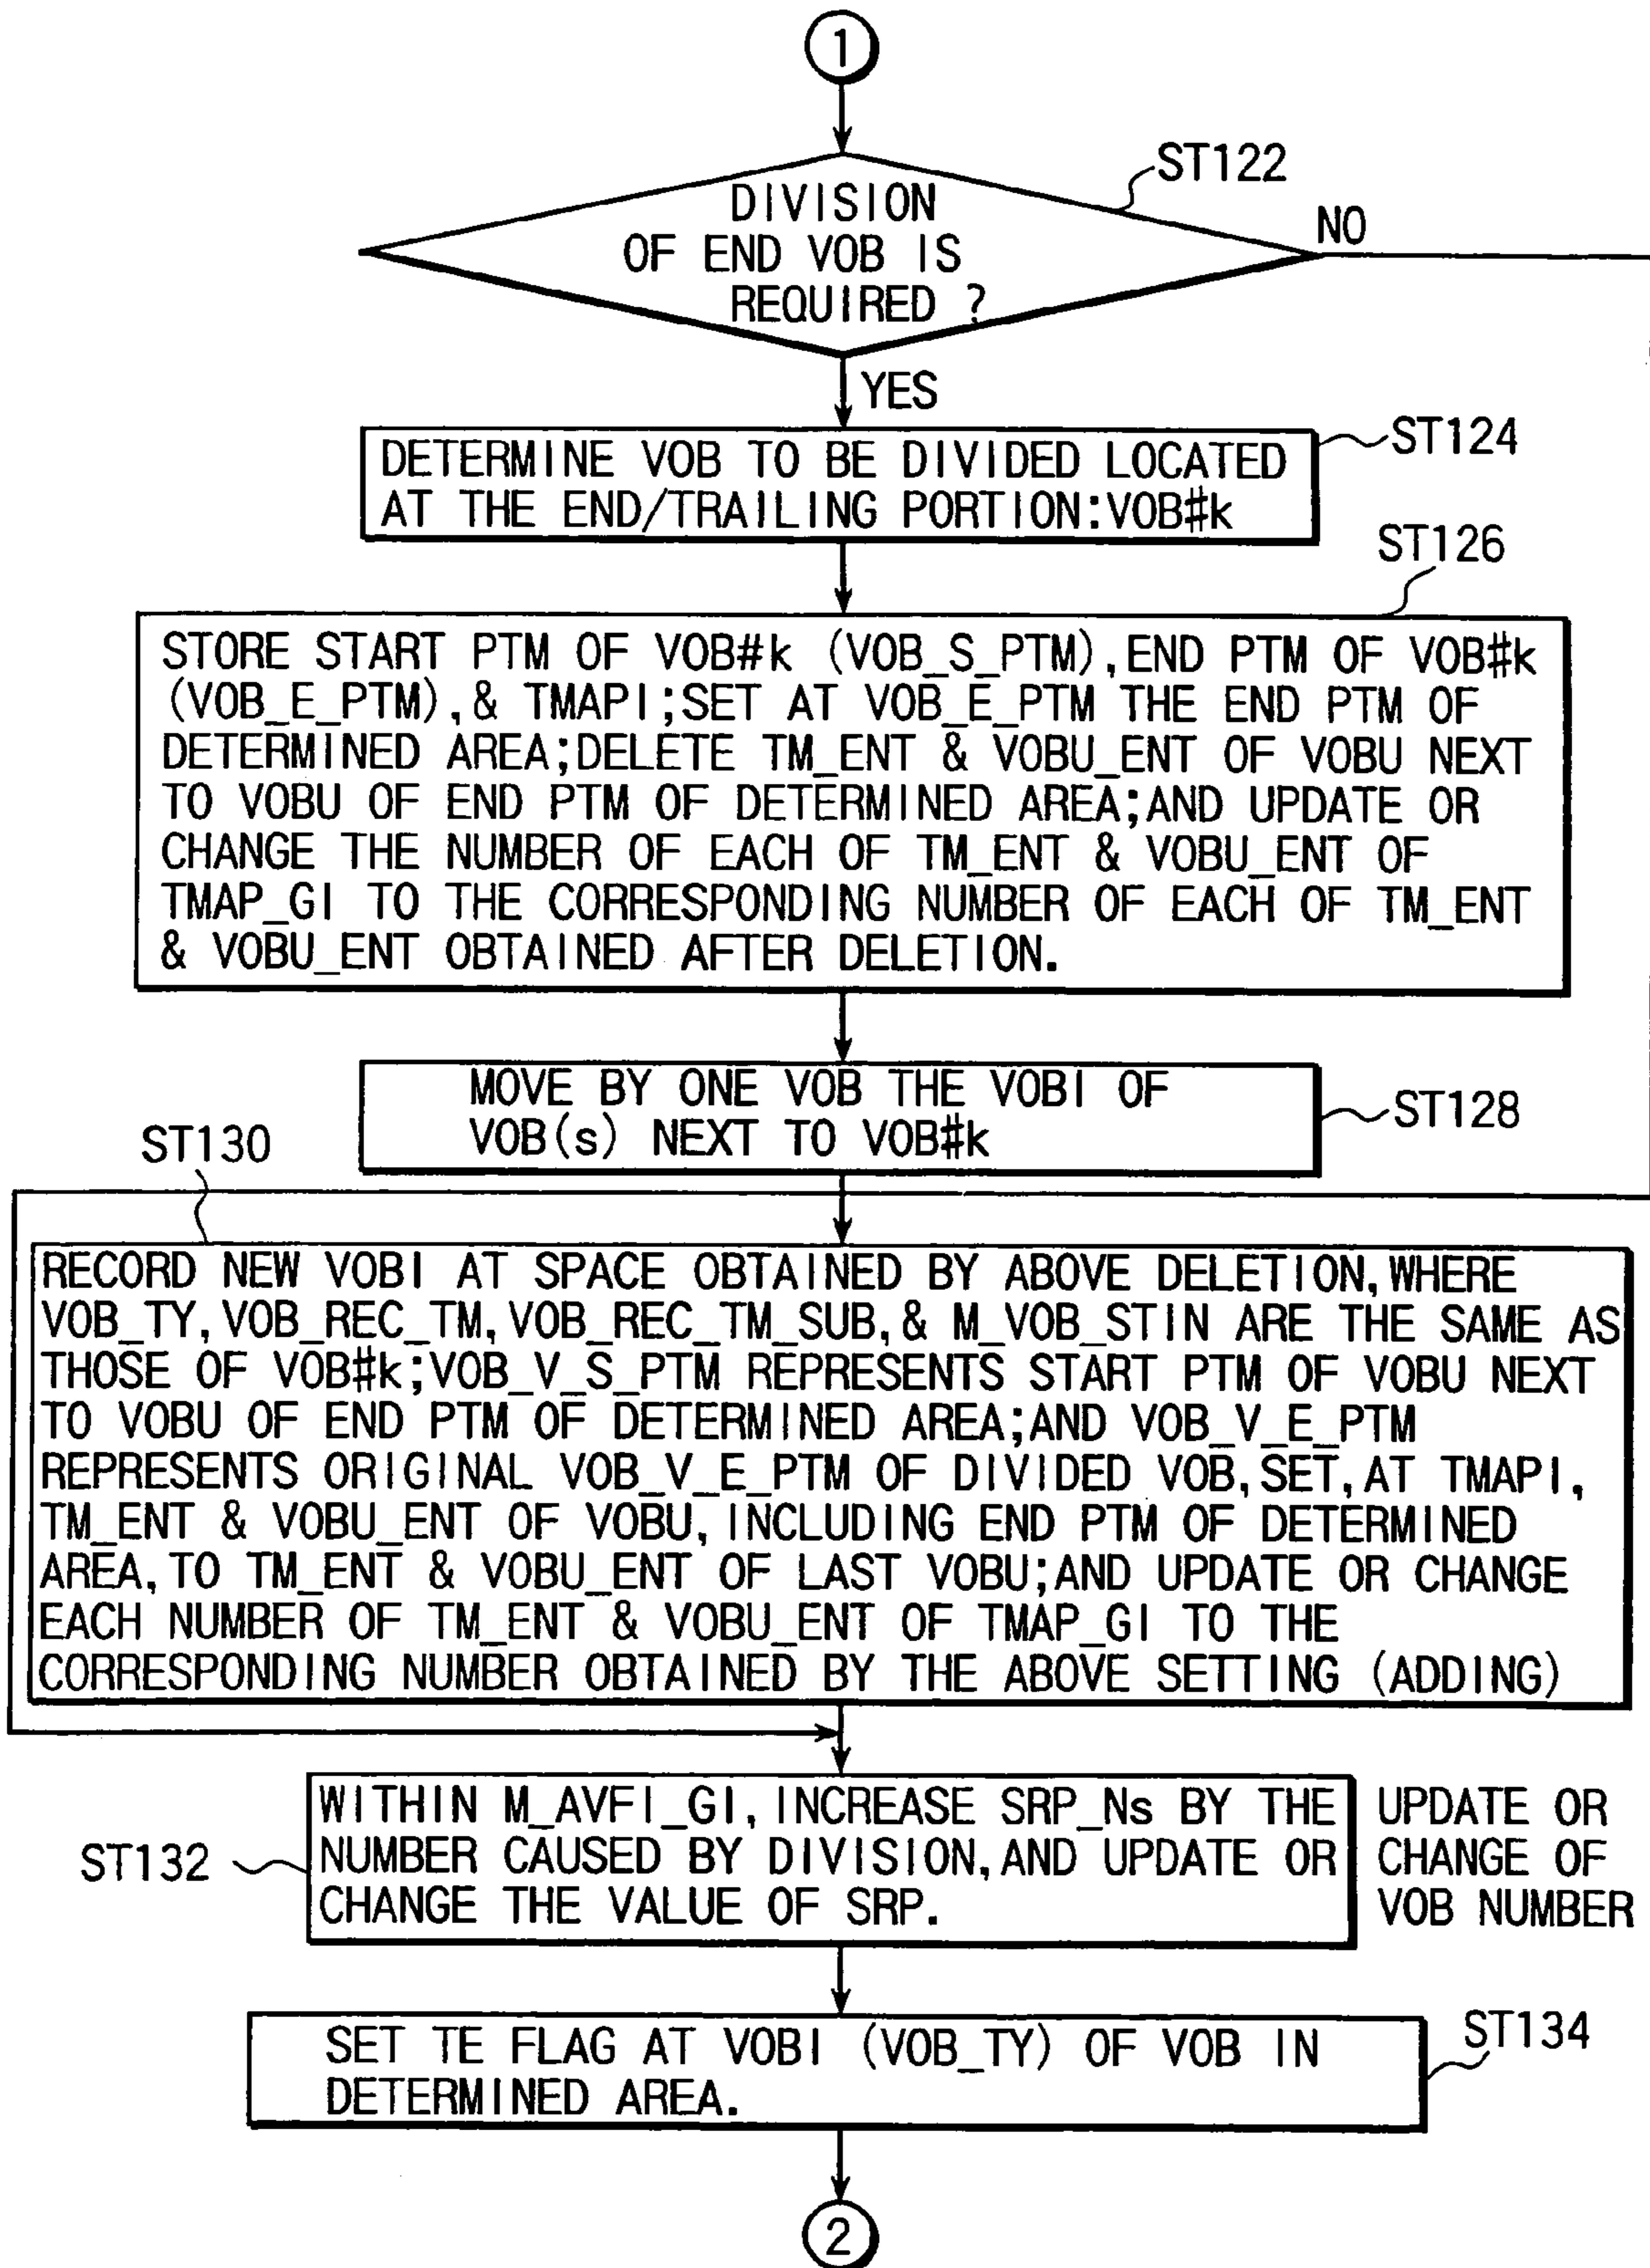 1
ST122
DIVISION
OF END VOB IS
REQUIRED ?
NO
YES
ST124
DETERMINE VOB TO BE DIVIDED LOCATED
AT THE END/TRAILING PORTION:VOB#k
ST126
STORE START PTM OF VOB#k (VOB_S_PTM),END PTM OF VOB#k
(VOB_E_PTM),& TMAPI;SET AT VOB_E_PTM THE END PTM OF
DETERMINED AREA;DELETE TM_ENT & VOBU_ENT OF VOBU NEXT
TO VOBU OF END PTM OF DETERMINED AREA;AND UPDATE OR
CHANGE THE NUMBER OF EACH OF TM_ENT & VOBU_ENT OF
TMAP_GI TO THE CORRESPONDING NUMBER OF EACH OF TM_ENT
& VOBU_ENT OBTAINED AFTER DELETION.
MOVE BY ONE VOB THE VOBI OF
VOB(s) NEXT TO VOB#k
ST128
ST130
RECORD NEW VOBI AT SPACE OBTAINED BY ABOVE DELETION,WHERE
VOB_TY,VOB_REC_TM,VOB_REC_TM_SUB,& M_VOB_STIN ARE THE SAME AS
THOSE OF VOB#k;VOB_V_S_PTM REPRESENTS START PTM OF VOBU NEXT
TO VOBU OF END PTM OF DETERMINED AREA;AND VOB_V_E_PTM
REPRESENTS ORIGINAL VOB_V_E_PTM OF DIVIDED VOB,SET,AT TMAPI,
TM_ENT & VOBU_ENT OF VOBU,INCLUDING END PTM OF DETERMINED
AREA,TO TM_ENT & VOBU_ENT OF LAST VOBU;AND UPDATE OR CHANGE
EACH NUMBER OF TM_ENT & VOBU_ENT OF TMAP_GI TO THE
CORRESPONDING NUMBER OBTAINED BY THE ABOVE SETTING (ADDING)
ST132
WITHIN M_AVFI_GI,INCREASE SRP_Ns BY THE
NUMBER CAUSED BY DIVISION,AND UPDATE OR
CHANGE THE VALUE OF SRP.
UPDATE OR
CHANGE OF
VOB NUMBER
SET TE FLAG AT VOBI (VOB_TY) OF VOB IN
DETERMINED AREA.
ST134
2